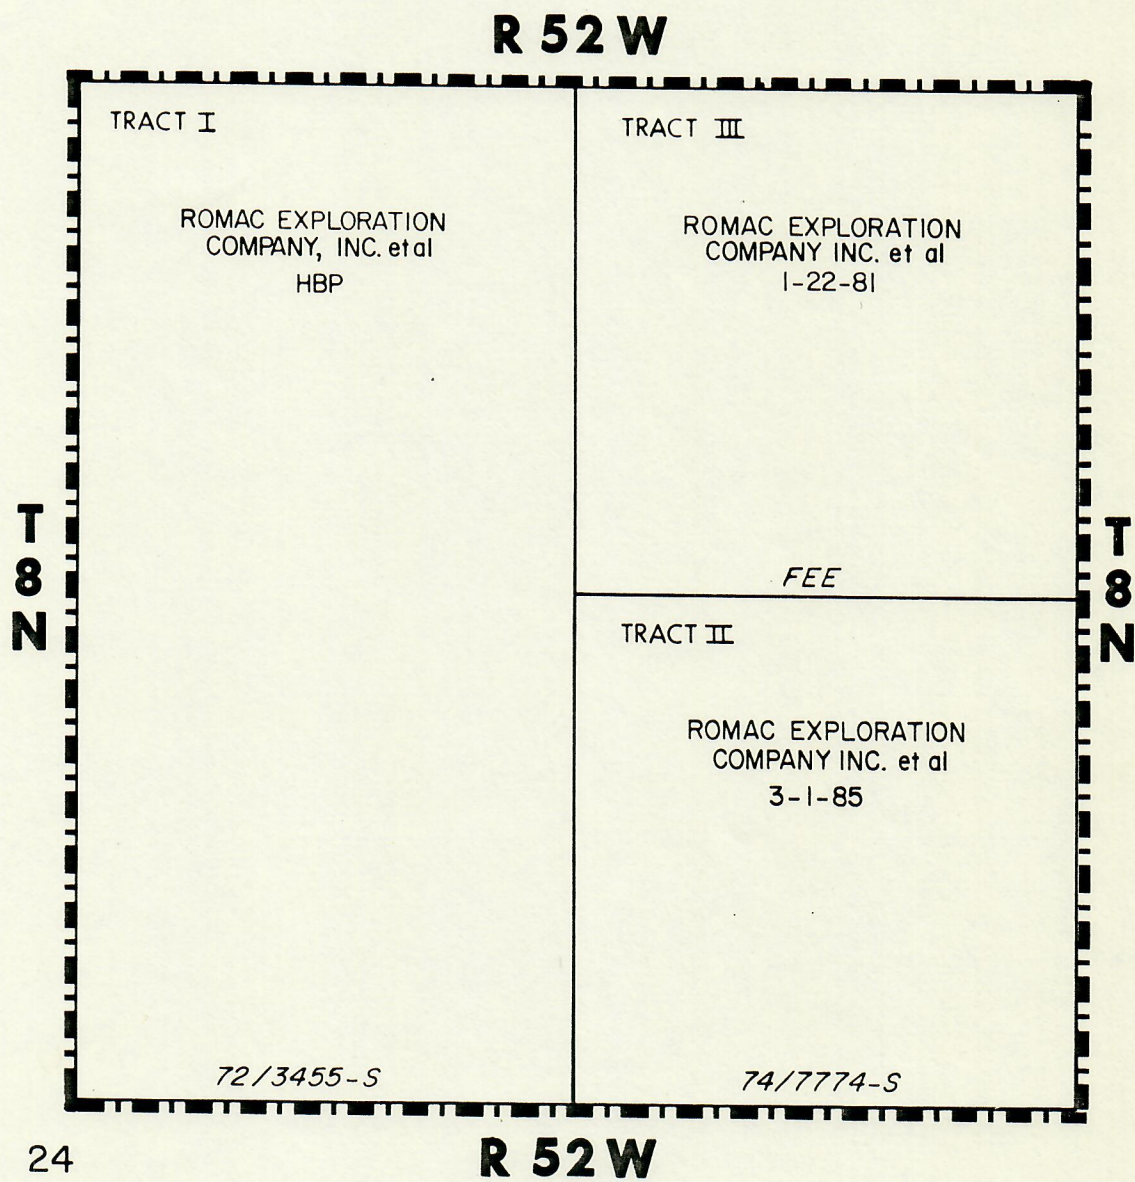 R 52 W
TRACT I
ROMAC EXPLORATION
COMPANY, INC. et al
HBP
72/3455-S
TRACT III
ROMAC EXPLORATION
COMPANY INC. et al
1-22-81
FEE
TRACT II
ROMAC EXPLORATION
COMPANY INC. et al
3-1-85
74/7774-S
T
8
N
T
8
N
R 52 W
24